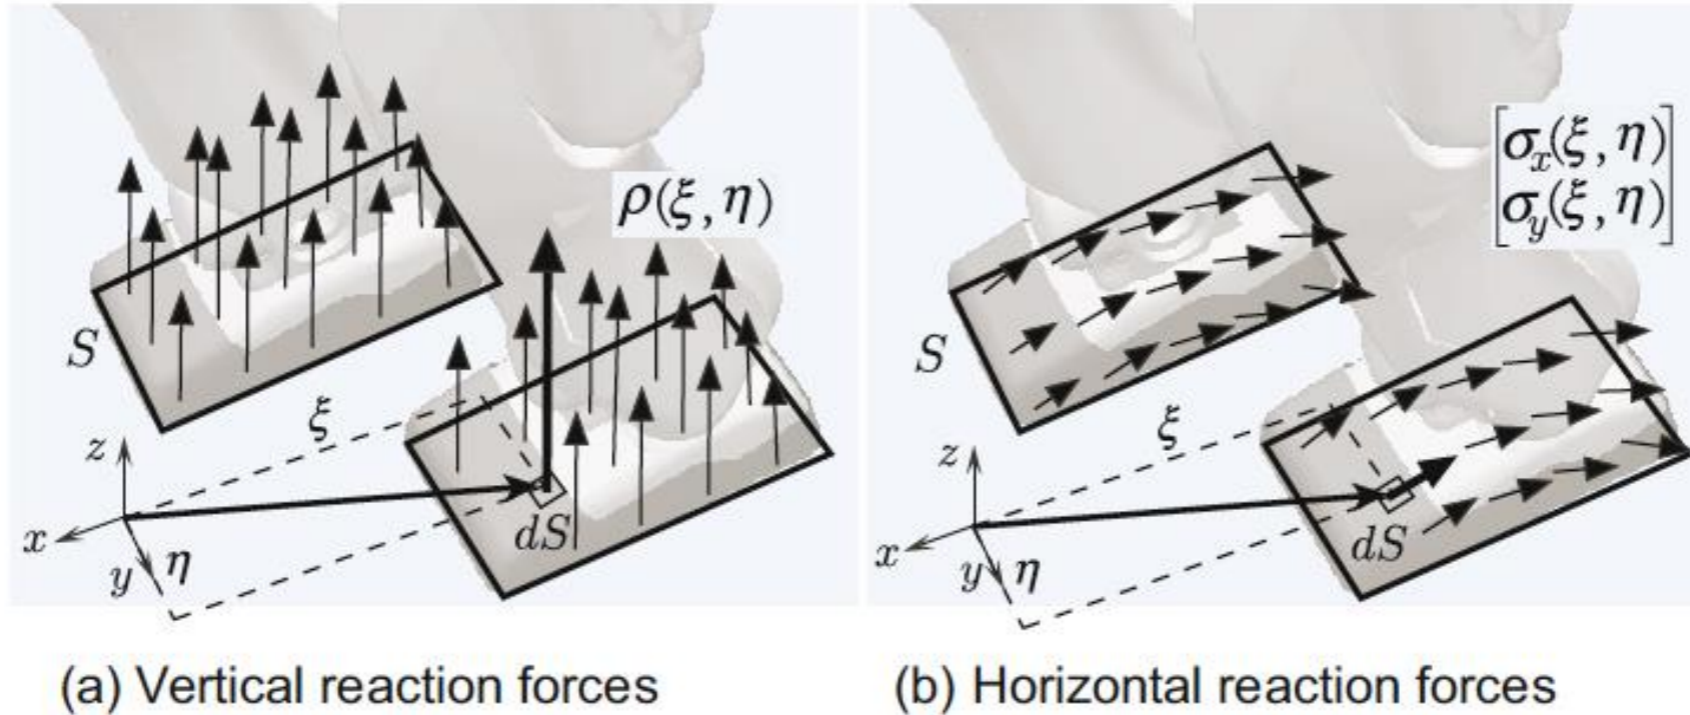 ρ(ξ, η)
S
ξ
z
x
y
η
dS
(a) Vertical reaction forces
[σx(ξ, η)
σy(ξ, η)]
S
ξ
z
x
y
η
dS
(b) Horizontal reaction forces